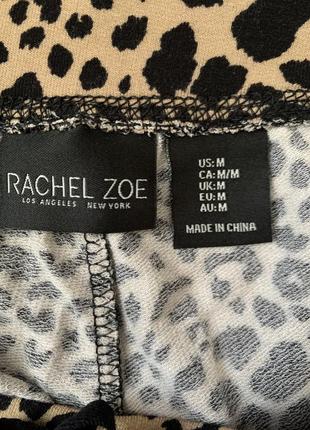 RACHEL ZOE
LOS ANGELES NEW YORK
US: M
CA: M/M
UK: M
EU: M
AU: M
MADE IN CHINA